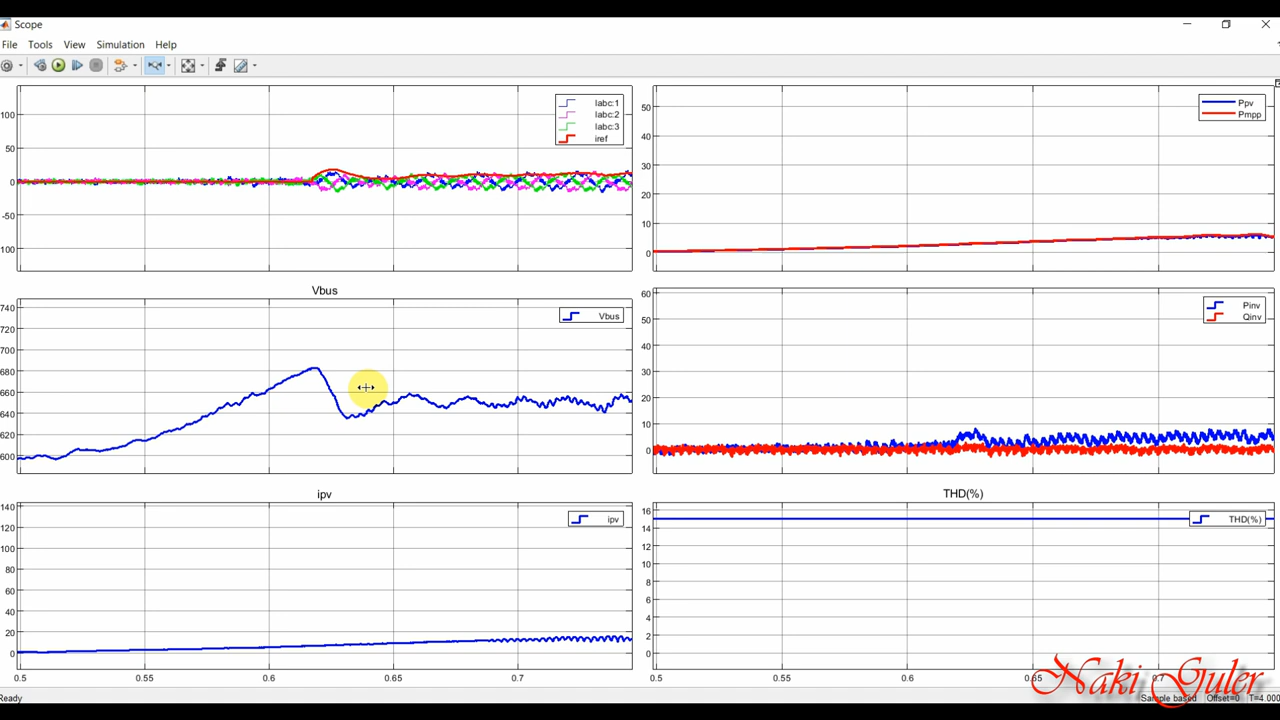 Scope
File Tools View Simulation Help
100
50
0
-50
100
Iabc:1
Iabc:2
Iabc:3
iref
50
40
30
20
10
0
Ppv
Pmpp
Vbus
740
720
700
680
660
640
620
600
Vbus
60
50
40
30
20
10
0
Pinv
Qinv
ipv
140
120
100
80
60
40
20
0
ipv
0.5 0.55 0.6 0.65 0.7
THD(%)
16
14
12
10
8
6
4
2
0
THD(%)
0.5 0.55 0.6 0.65 0.7
Naki Guler
Ready
Sample based Offset=0 T=4.000